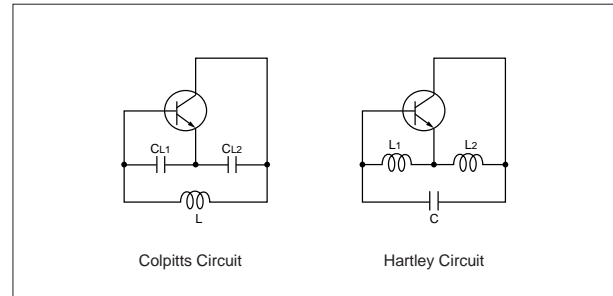 CL1 CL2
L
Colpitts Circuit
L1 L2
C
Hartley Circuit